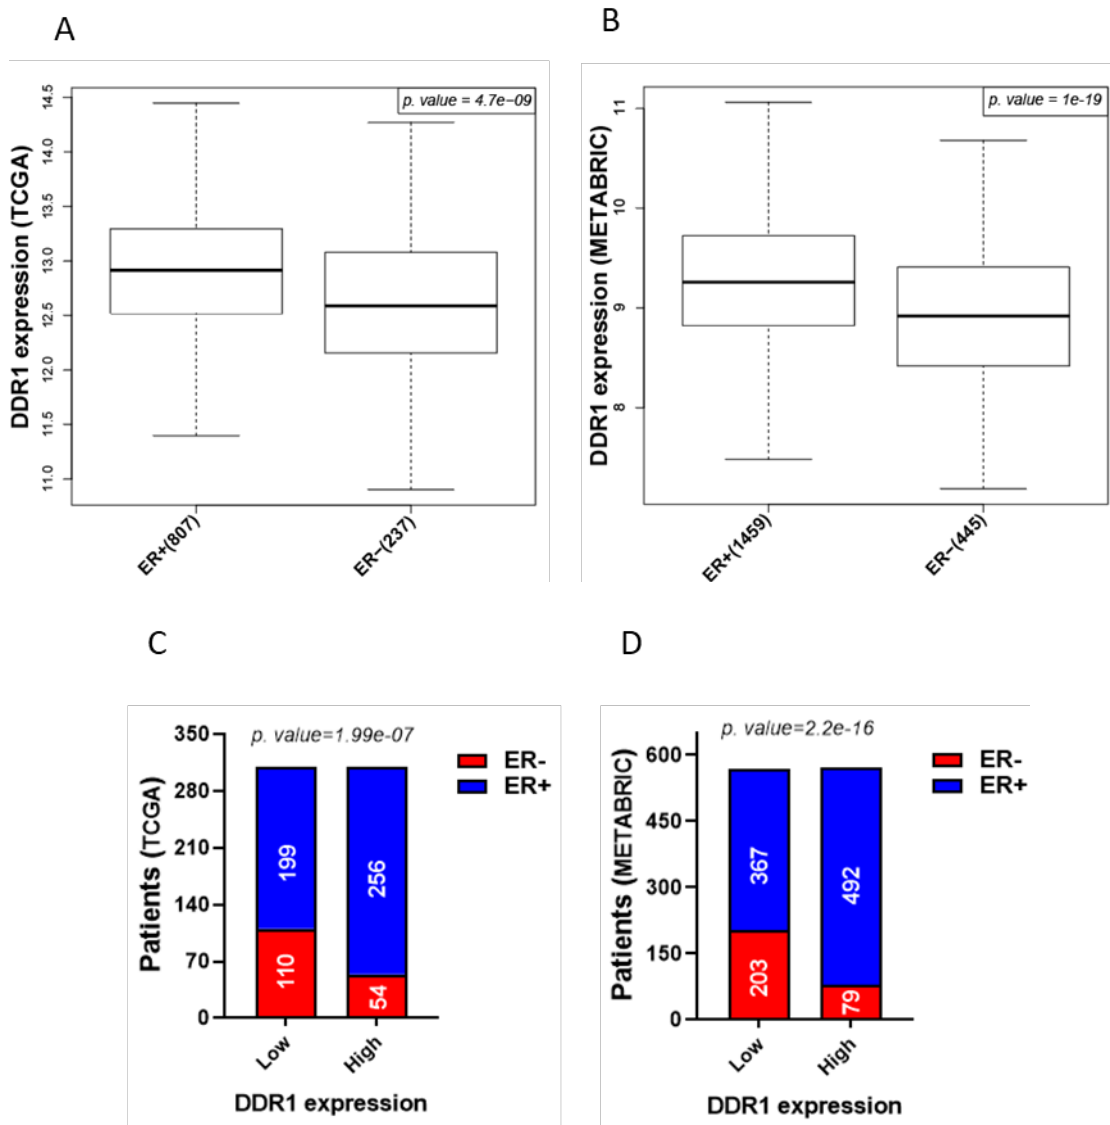 A
B
p. value = 4.7e−09
DDR1 expression (TCGA)
14.5
14.0
13.5
13.0
12.5
12.0
11.5
11.0
ER+(807)
ER−(237)
p. value = 1e-19
DDR1 expression (METABRIC)
11
10
9
8
ER+(1459)
ER−(445)
C
D
p. value=1.99e-07
Patients (TCGA)
350
280
210
140
70
0
199
256
110
54
ER-
ER+
Low
High
DDR1 expression
p. value=2.2e-16
Patients (METABRIC)
600
450
300
150
0
367
492
203
79
ER-
ER+
Low
High
DDR1 expression